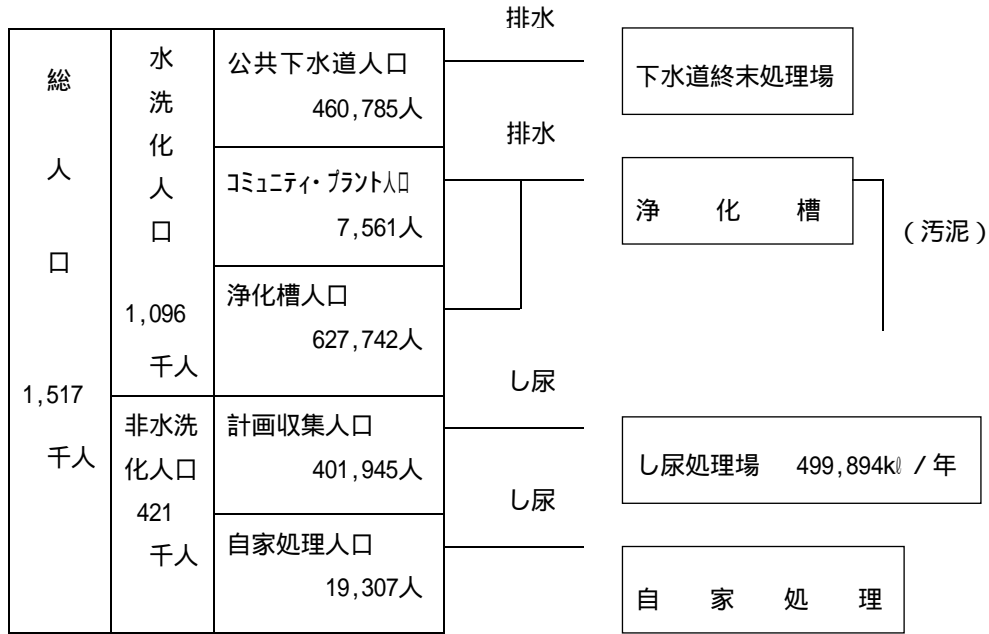 総人口
1,517
千人
水洗化人口
1,096
千人
非水洗
化人口
421
千人
公共下水道人口
460,785人
コミュニティ・プラント人口
7,561人
浄化槽人口
627,742人
計画収集人口
401,945人
自家処理人口
19,307人
排水
排水
し尿
し尿
下水道終末処理場
浄化槽
(汚泥)
し尿処理場 499,894kℓ/年
自家処理